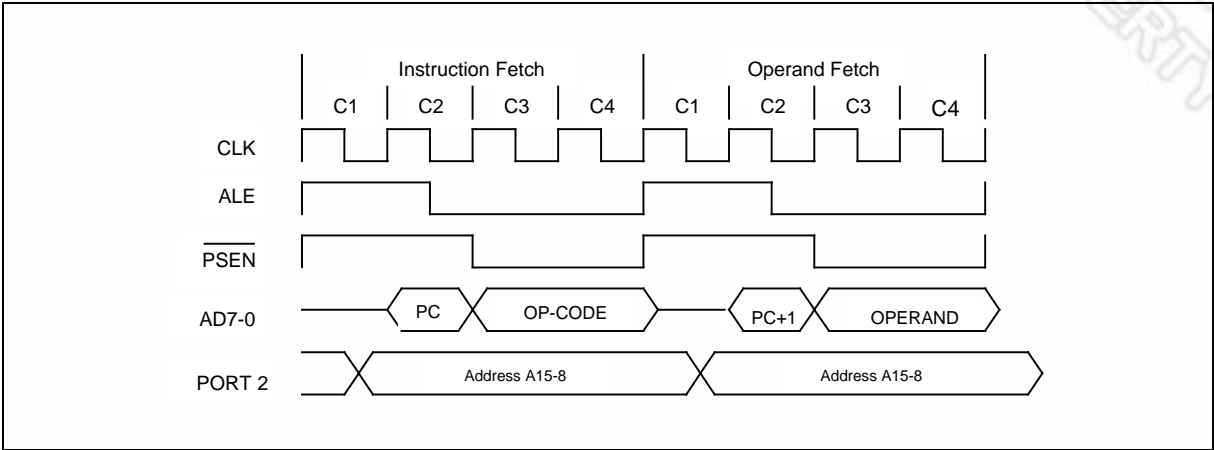 Instruction Fetch Operand Fetch
C1 C2 C3 C4 C1 C2 C3 C4
CLK
ALE
PSEN
AD7-0 PC OP-CODE PC+1 OPERAND
PORT 2 Address A15-8 Address A15-8
ERTY